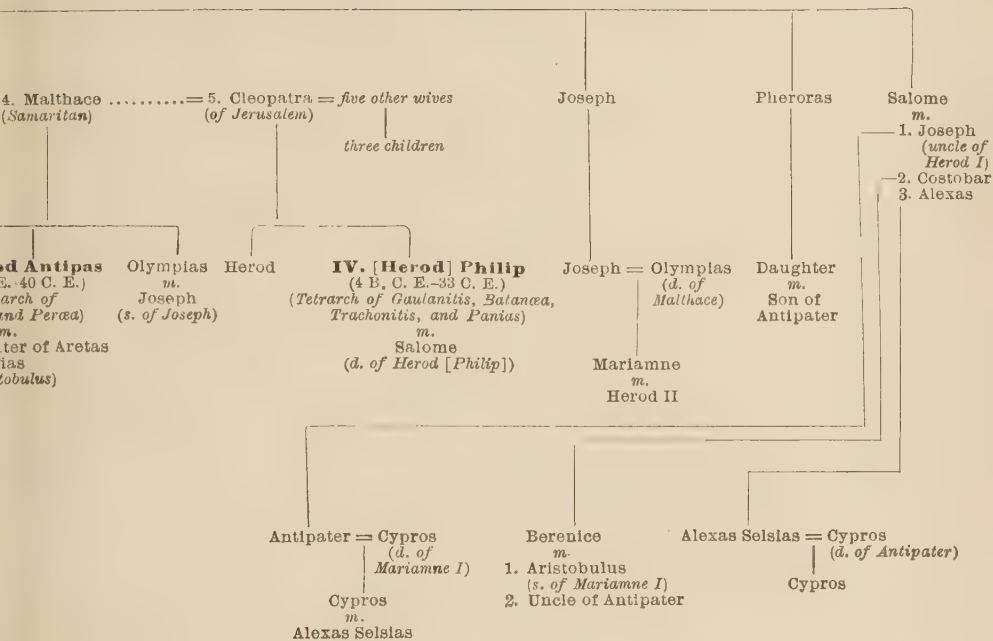 4. Malthace ..........= 5. Cleopatra = five other wives
(Samaritan)
(of Jerusalem)
three children
Joseph
Pheroras
Salome
m.
1. Joseph
(uncle of
Herod I)
2. Costobar
3. Alexas
od Antipas
E.-40 C. E.)
arch of
and Peræa)
m.
ter of Aretas
ias
tobulus)
Olympias
m.
Joseph
(s. of Joseph)
Herod
IV. [Herod] Philip
(4 B. C. E.-33 C. E.)
(Tetrarch of Gaulanitis, Batanæa,
Trachonitis, and Panias)
m.
Salome
(d. of Herod [Philip])
Joseph = Olympias
(d. of
Malthace)
Mariamne
m.
Herod II
Daughter
m.
Son of
Antipater
Antipater = Cypros
(d. of
Mariamne I)
Cypros
m.
Alexas Selsias
Berenice
m.
1. Aristobulus
(s. of Mariamne I)
2. Uncle of Antipater
Alexas Selsias = Cypros
(d. of Antipater)
Cypros